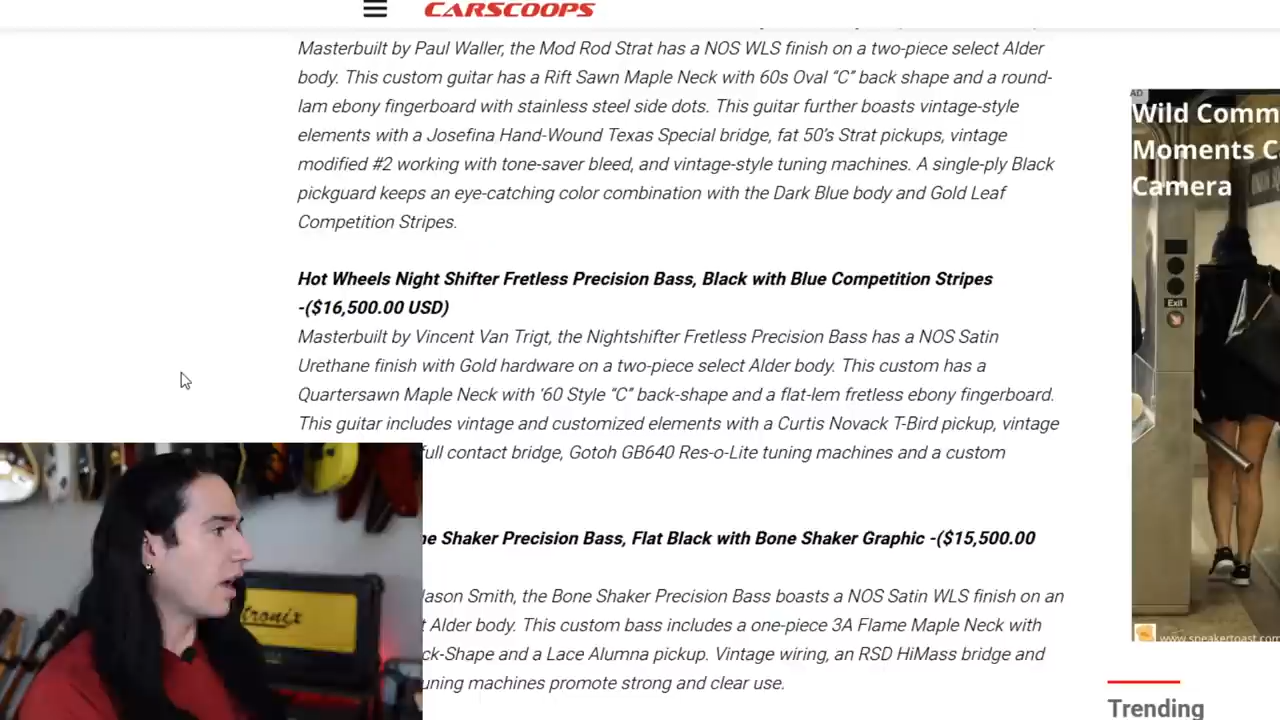 CARSCOOPS
Masterbuilt by Paul Waller, the Mod Rod Strat has a NOS WLS finish on a two-piece select Alder
body. This custom guitar has a Rift Sawn Maple Neck with 60s Oval “C” back shape and a round-
lam ebony fingerboard with stainless steel side dots. This guitar further boasts vintage-style
elements with a Josefina Hand-Wound Texas Special bridge, fat 50’s Strat pickups, vintage
modified #2 working with tone-saver bleed, and vintage-style tuning machines. A single-ply Black
pickguard keeps an eye-catching color combination with the Dark Blue body and Gold Leaf
Competition Stripes.
Hot Wheels Night Shifter Fretless Precision Bass, Black with Blue Competition Stripes
-($16,500.00 USD)
Masterbuilt by Vincent Van Trigt, the Nightshifter Fretless Precision Bass has a NOS Satin
Urethane finish with Gold hardware on a two-piece select Alder body. This custom has a
Quartersawn Maple Neck with ‘60 Style “C” back-shape and a flat-lem fretless ebony fingerboard.
This guitar includes vintage and customized elements with a Curtis Novack T-Bird pickup, vintage
full contact bridge, Gotoh GB640 Res-o-Lite tuning machines and a custom
ne Shaker Precision Bass, Flat Black with Bone Shaker Graphic -($15,500.00
Jason Smith, the Bone Shaker Precision Bass boasts a NOS Satin WLS finish on an
t Alder body. This custom bass includes a one-piece 3A Flame Maple Neck with
ck-Shape and a Lace Alumna pickup. Vintage wiring, an RSD HiMass bridge and
uning machines promote strong and clear use.
AD
Wild Comm
Moments C
Camera
Exit
www.speakertoast.com
Trending
tronix